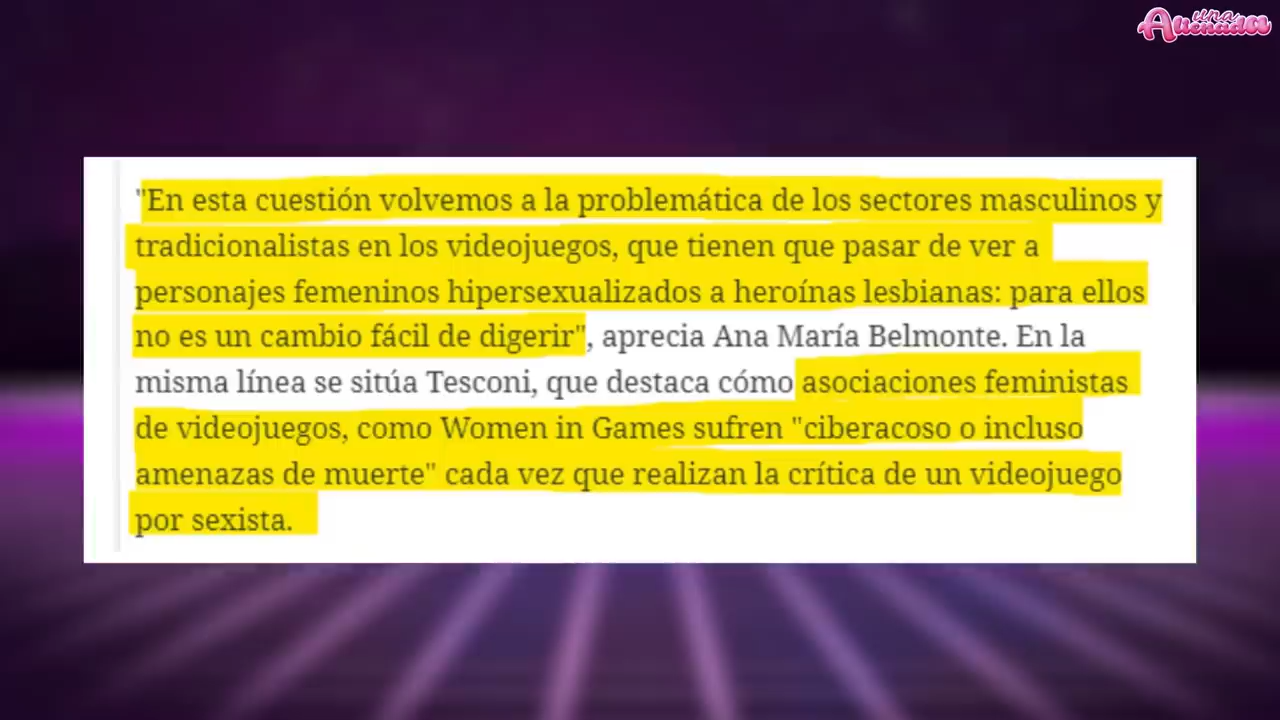 una
Alienada
"En esta cuestión volvemos a la problemática de los sectores masculinos y
tradicionalistas en los videojuegos, que tienen que pasar de ver a
personajes femeninos hipersexualizados a heroínas lesbianas: para ellos
no es un cambio fácil de digerir", aprecia Ana María Belmonte. En la
misma línea se sitúa Tesconi, que destaca cómo asociaciones feministas
de videojuegos, como Women in Games sufren "ciberacoso o incluso
amenazas de muerte" cada vez que realizan la crítica de un videojuego
por sexista.